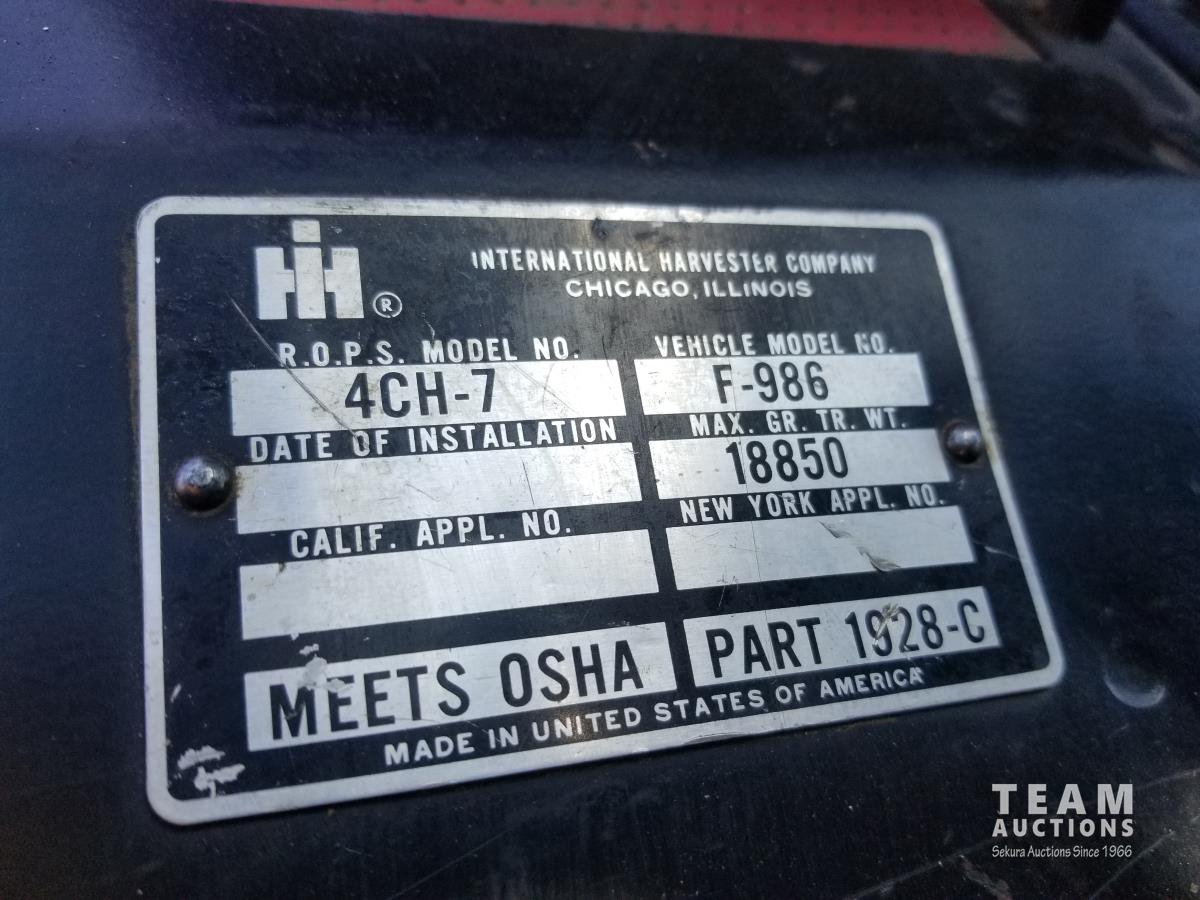 IH ®
INTERNATIONAL HARVESTER COMPANY
CHICAGO, ILLINOIS
R.O.P.S. MODEL NO.
4CH-7
VEHICLE MODEL NO.
F-986
DATE OF INSTALLATION
MAX. GR. TR. WT.
18850
CALIF. APPL. NO.
NEW YORK APPL. NO.
MEETS OSHA
PART 1928-C
MADE IN UNITED STATES OF AMERICA
TEAM
AUCTIONS
Sekura Auctions Since 1966